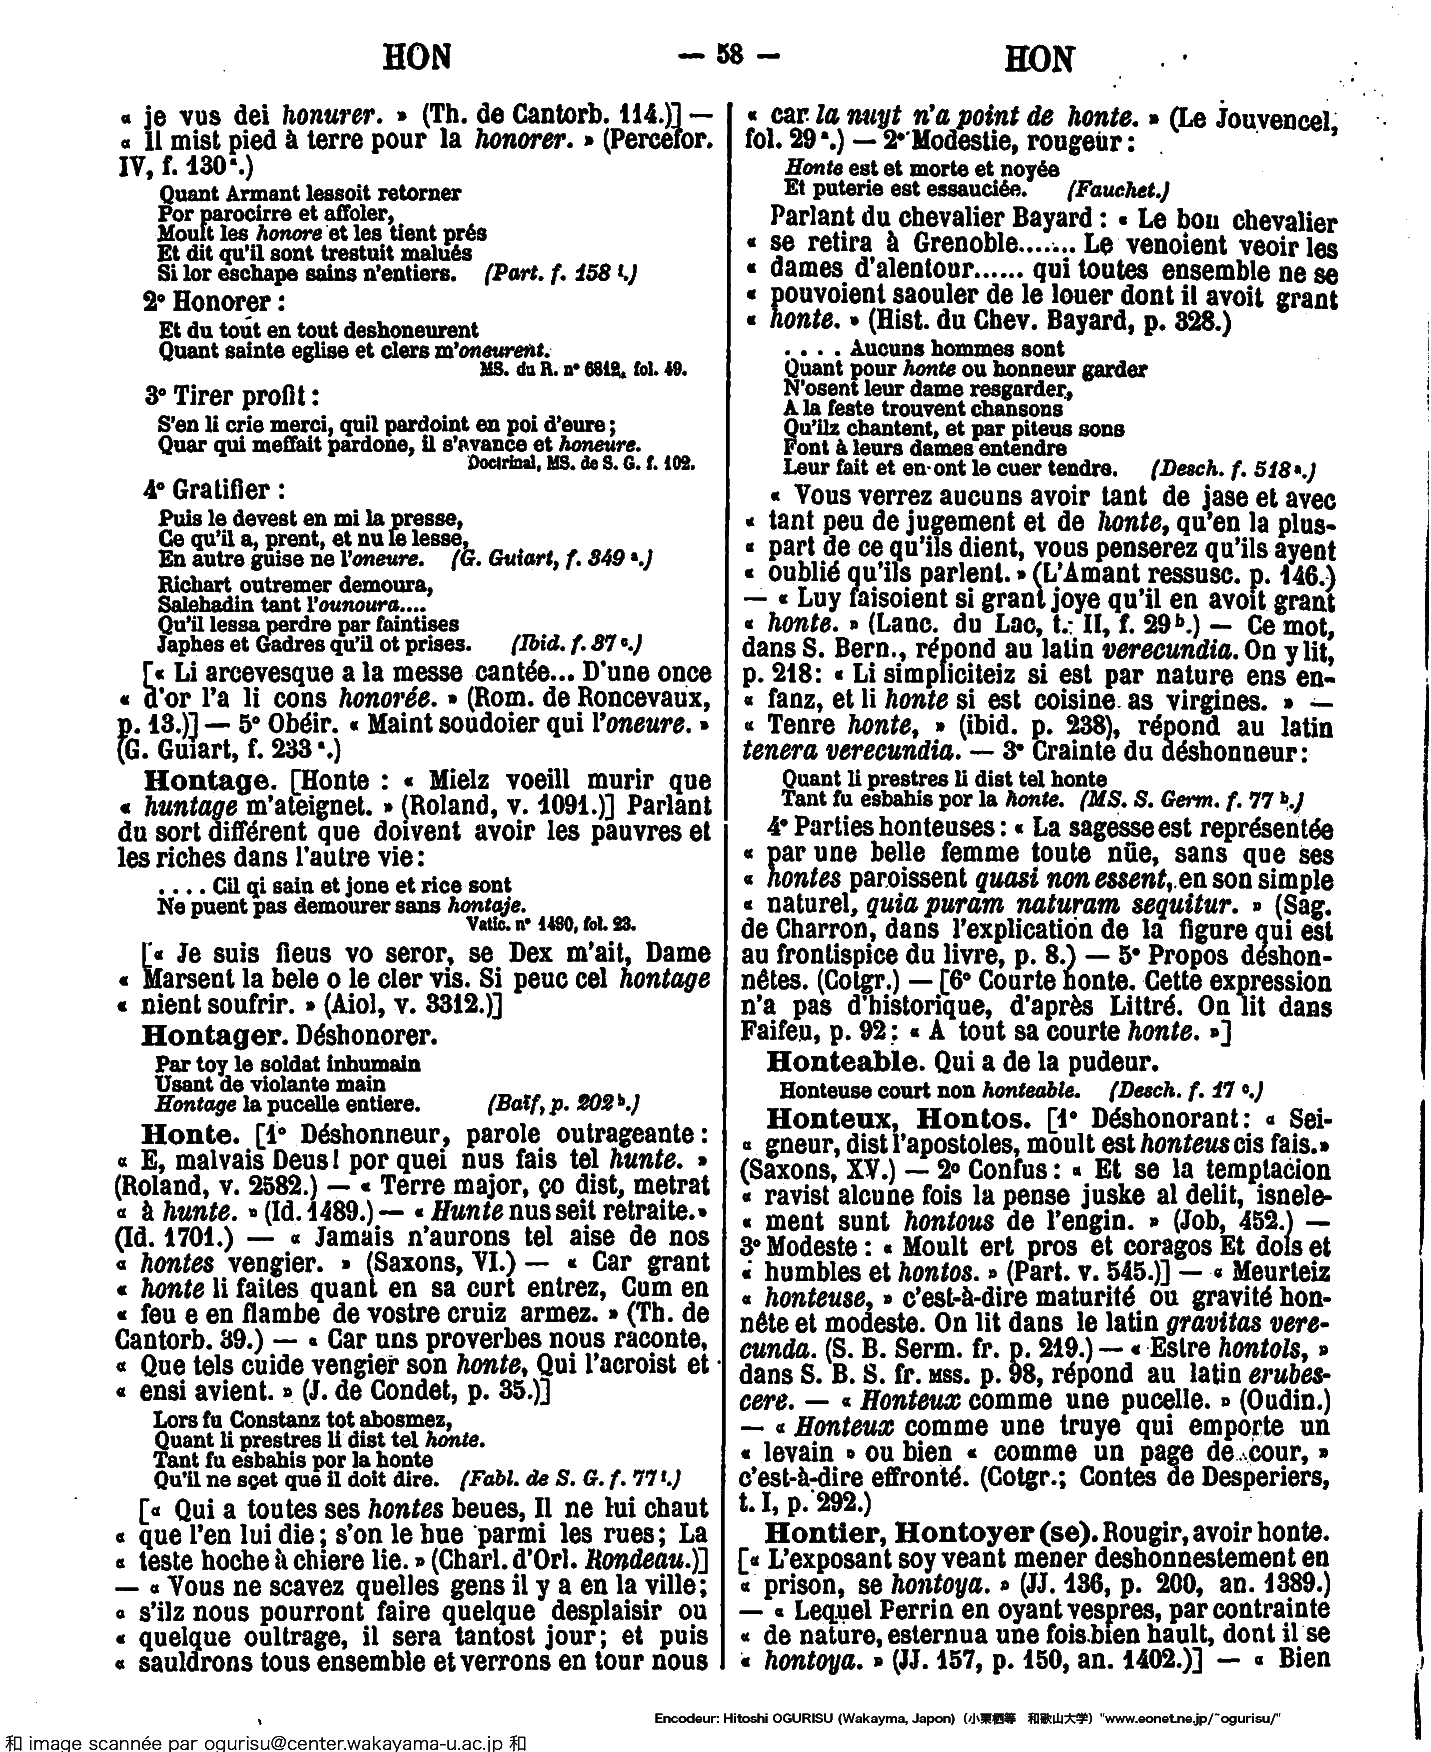 HON — 58 — HON
« je vus dei honurer. » (Th. de Cantorb. 114.)] —
« Il mist pied à terre pour la honorer. » (Percefor.
IV, f. 130ᵃ.)
Quant Armant lessoit retorner
Por parocirre et affoler,
Moult les honore et les tient prés
Et dit qu'il sont trestuit malués
Si lor eschape sains n'entiers. (Part. f. 158ᵗ.)
2° Honorer :
Et du tout en tout deshoneurent
Quant sainte eglise et clers m'oneurent.
MS. du R. n° 6812, fol. 49.
3° Tirer profit :
S'en li crie merci, quil pardoint en poi d'eure ;
Quar qui meffait pardone, il s'avance et honeure.
Doctrinal, MS. de S. G. f. 102.
4° Gratifier :
Puis le devest en mi la presse,
Ce qu'il a, prent, et nu le lesse,
En autre guise ne l'oneure. (G. Guiart, f. 349ᵃ.)
Richart outremer demoura,
Salehadin tant l'ounoura....
Qu'il lessa perdre par faintises
Japhes et Gadres qu'il ot prises. (Ibid. f. 37ᶜ.)
[« Li arcevesque a la messe cantée... D'une once
« d'or l'a li cons honorée. » (Rom. de Roncevaux,
p. 13.)] — 5° Obéir. « Maint soudoier qui l'oneure. »
(G. Guiart, f. 233ᵃ.)
Hontage. [Honte : « Mielz voeill murir que
« huntage m'ateignet. » (Roland, v. 1091.)] Parlant
du sort différent que doivent avoir les pauvres et
les riches dans l'autre vie :
. . . . Cil qi sain et jone et rice sont
Ne puent pas demourer sans hontaje.
Vatic. n° 1490, fol. 23.
[« Je suis fieus vo seror, se Dex m'ait, Dame
« Marsent la bele o le cler vis. Si peuc cel hontage
« nient soufrir. » (Aiol, v. 3312.)]
Hontager. Déshonorer.
Par toy le soldat inhumain
Usant de violante main
Hontage la pucelle entiere. (Baïf, p. 202ᵇ.)
Honte. [1° Déshonneur, parole outrageante :
« E, malvais Deus! por quei nus fais tel hunte. »
(Roland, v. 2582.) — « Terre major, ço dist, metrat
« à hunte. » (Id. 1489.) — « Hunte nus seit retraite. »
(Id. 1701.) — « Jamais n'aurons tel aise de nos
« hontes vengier. » (Saxons, VI.) — « Car grant
« honte li faites quant en sa curt entrez, Cum en
« feu e en flambe de vostre cruiz armez. » (Th. de
Cantorb. 39.) — « Car uns proverbes nous raconte,
« Que tels cuide vengier son honte, Qui l'acroist et
« ensi avient. » (J. de Condet, p. 35.)]
Lors fu Constanz tot abosmez,
Quant li prestres li dist tel honte.
Tant fu esbahis por la honte
Qu'il ne sçet que il doit dire. (Fabl. de S. G. f. 77ᵗ.)
[« Qui a toutes ses hontes beues, Il ne lui chaut
« que l'en lui die ; s'on le hue parmi les rues ; La
« teste hoche à chiere lie. » (Charl. d'Orl. Rondeau.)]
— « Vous ne scavez quelles gens il y a en la ville ;
« s'ilz nous pourront faire quelque desplaisir ou
« quelque oultrage, il sera tantost jour ; et puis
« sauldrons tous ensemble et verrons en tour nous
« car la nuyt n'a point de honte. » (Le Jouvencel,
fol. 29ᵃ.) — 2° Modestie, rougeur :
Honte est et morte et noyée
Et puterie est essauciée. (Fauchet.)
Parlant du chevalier Bayard : « Le bon chevalier
« se retira à Grenoble....... Le venoient veoir les
« dames d'alentour...... qui toutes ensemble ne se
« pouvoient saouler de le louer dont il avoit grant
« honte. » (Hist. du Chev. Bayard, p. 328.)
. . . . Aucuns hommes sont
Quant pour honte ou honneur garder
N'osent leur dame resgarder,
A la feste trouvent chansons
Qu'ilz chantent, et par piteus sons
Font à leurs dames entendre
Leur fait et en ont le cuer tendre. (Desch. f. 518ᵃ.)
« Vous verrez aucuns avoir tant de jase et avec
« tant peu de jugement et de honte, qu'en la plus-
« part de ce qu'ils dient, vous penserez qu'ils ayent
« oublié qu'ils parlent. » (L'Amant ressusc. p. 146.)
— « Luy faisoient si grant joye qu'il en avoit grant
« honte. » (Lanc. du Lac, t. II, f. 29ᵇ.) — Ce mot,
dans S. Bern., répond au latin verecundia. On y lit,
p. 218 : « Li simpliciteiz si est par nature ens en-
« fanz, et li honte si est coisine as virgines. » —
« Tenre honte, » (ibid. p. 238), répond au latin
tenera verecundia. — 3° Crainte du déshonneur :
Quant li prestres li dist tel honte
Tant fu esbahis por la honte. (MS. S. Germ. f. 77ᵇ.)
4° Parties honteuses : « La sagesse est représentée
« par une belle femme toute nüe, sans que ses
« hontes paroissent quasi non essent, en son simple
« naturel, quia puram naturam sequitur. » (Sag.
de Charron, dans l'explication de la figure qui est
au frontispice du livre, p. 8.) — 5° Propos déshon-
nêtes. (Cotgr.) — [6° Courte honte. Cette expression
n'a pas d'historique, d'après Littré. On lit dans
Faifeu, p. 92 : « A tout sa courte honte. »]
Honteable. Qui a de la pudeur.
Honteuse court non honteable. (Desch. f. 17ᶜ.)
Honteux, Hontos. [1° Déshonorant : « Sei-
« gneur, dist l'apostoles, moult est honteus cis fais. »
(Saxons, XV.) — 2° Confus : « Et se la temptacion
« ravist alcune fois la pense juske al delit, isnele-
« ment sunt hontous de l'engin. » (Job, 452.) —
3° Modeste : « Moult ert pros et coragos Et dols et
« humbles et hontos. » (Part. v. 545.)] — « Meurteiz
« honteuse, » c'est-à-dire maturité ou gravité hon-
nête et modeste. On lit dans le latin gravitas vere-
cunda. (S. B. Serm. fr. p. 219.) — « Estre hontols, »
dans S. B. S. fr. MSS. p. 98, répond au latin erubes-
cere. — « Honteux comme une pucelle. » (Oudin.)
— « Honteux comme une truye qui emporte un
« levain » ou bien « comme un page de cour, »
c'est-à-dire effronté. (Cotgr. ; Contes de Desperiers,
t. I, p. 292.)
Hontier, Hontoyer (se). Rougir, avoir honte.
[« L'exposant soy veant mener deshonnestement en
« prison, se hontoya. » (JJ. 136, p. 200, an. 1389.)
— « Lequel Perrin en oyant vespres, par contrainte
« de nature, esternua une fois bien hault, dont il se
« hontoya. » (JJ. 157, p. 150, an. 1402.)] — « Bien
Encodeur: Hitoshi OGURISU (Wakayma, Japon) (小栗栖等 和歌山大学) "www.eonet.ne.jp/~ogurisu/"
和 image scannée par ogurisu@center.wakayama-u.ac.jp 和